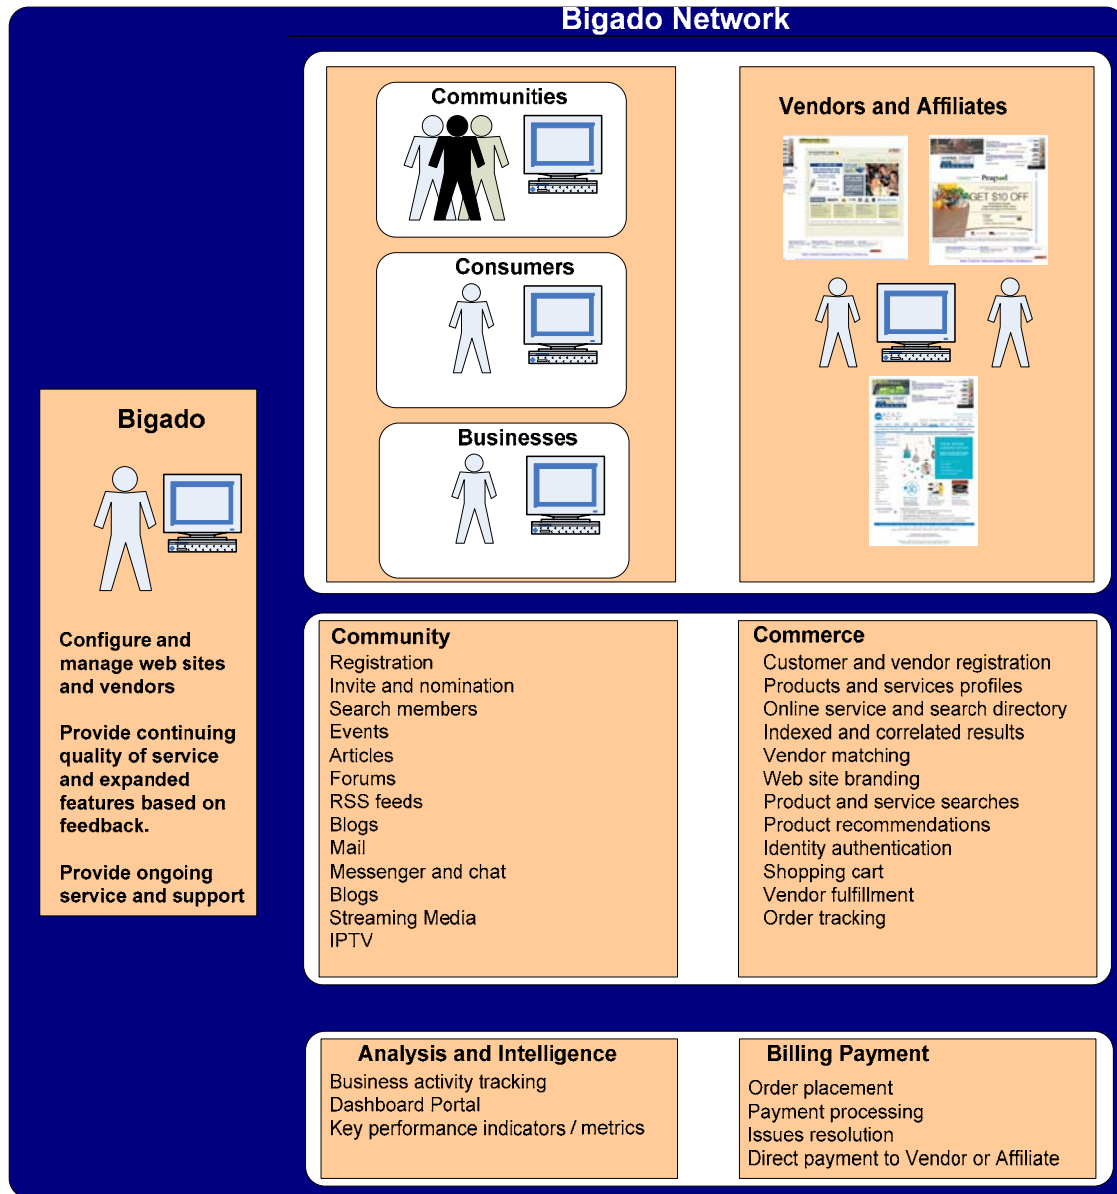 Bigado Network
Communities
Consumers
Businesses
Vendors and Affiliates
Peapod
GET $10 OFF
Bigado
Configure and
manage web sites
and vendors
Provide continuing
quality of service
and expanded
features based on
feedback.
Provide ongoing
service and support
Community
Registration
Invite and nomination
Search members
Events
Articles
Forums
RSS feeds
Blogs
Mail
Messenger and chat
Blogs
Streaming Media
IPTV
Commerce
Customer and vendor registration
Products and services profiles
Online service and search directory
Indexed and correlated results
Vendor matching
Web site branding
Product and service searches
Product recommendations
Identity authentication
Shopping cart
Vendor fulfillment
Order tracking
Analysis and Intelligence
Business activity tracking
Dashboard Portal
Key performance indicators / metrics
Billing Payment
Order placement
Payment processing
Issues resolution
Direct payment to Vendor or Affiliate